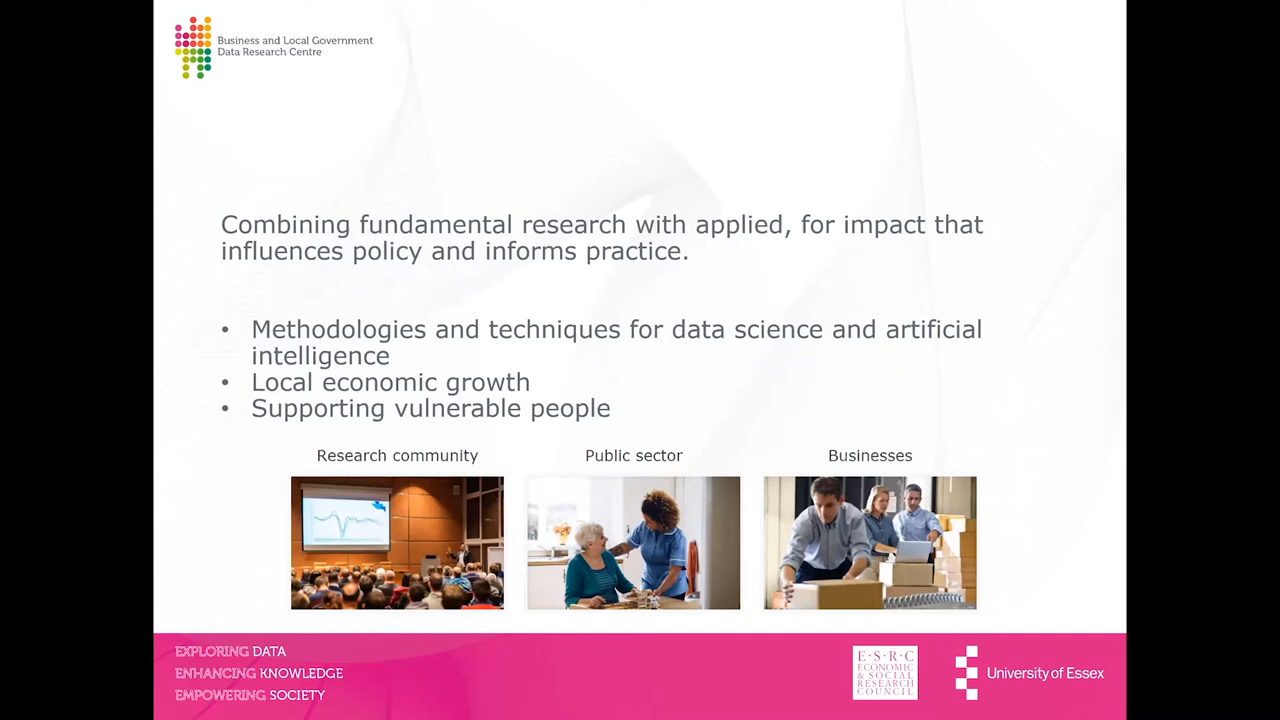 Business and Local Government
Data Research Centre
Combining fundamental research with applied, for impact that
influences policy and informs practice.
• Methodologies and techniques for data science and artificial
intelligence
• Local economic growth
• Supporting vulnerable people
Research community
Public sector
Businesses
EXPLORING DATA
ENHANCING KNOWLEDGE
EMPOWERING SOCIETY
E·S·R·C
ECONOMIC
& SOCIAL
RESEARCH
COUNCIL
University of Essex